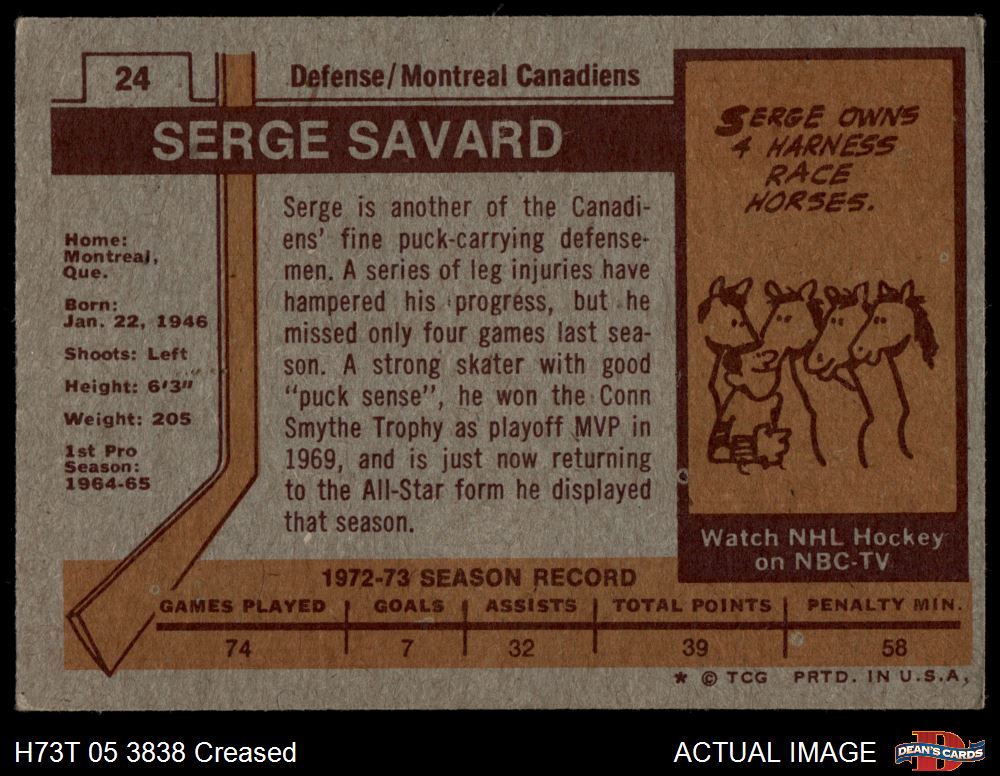 24
Defense/Montreal Canadiens
SERGE SAVARD
Home:
Montreal,
Que.
Born:
Jan. 22, 1946
Shoots: Left
Height: 6'3"
Weight: 205
1st Pro
Season:
1964-65
Serge is another of the Canadi-
ens' fine puck-carrying defense-
men. A series of leg injuries have
hampered his progress, but he
missed only four games last sea-
son. A strong skater with good
"puck sense", he won the Conn
Smythe Trophy as playoff MVP in
1969, and is just now returning
to the All-Star form he displayed
that season.
SERGE OWNS
4 HARNESS
RACE
HORSES.
Watch NHL Hockey
on NBC-TV
1972-73 SEASON RECORD
GAMES PLAYED GOALS ASSISTS TOTAL POINTS PENALTY MIN.
74 7 32 39 58
* © TCG PRTD. IN U.S.A.
H73T 05 3838 Creased
ACTUAL IMAGE
D
DEAN'S CARDS